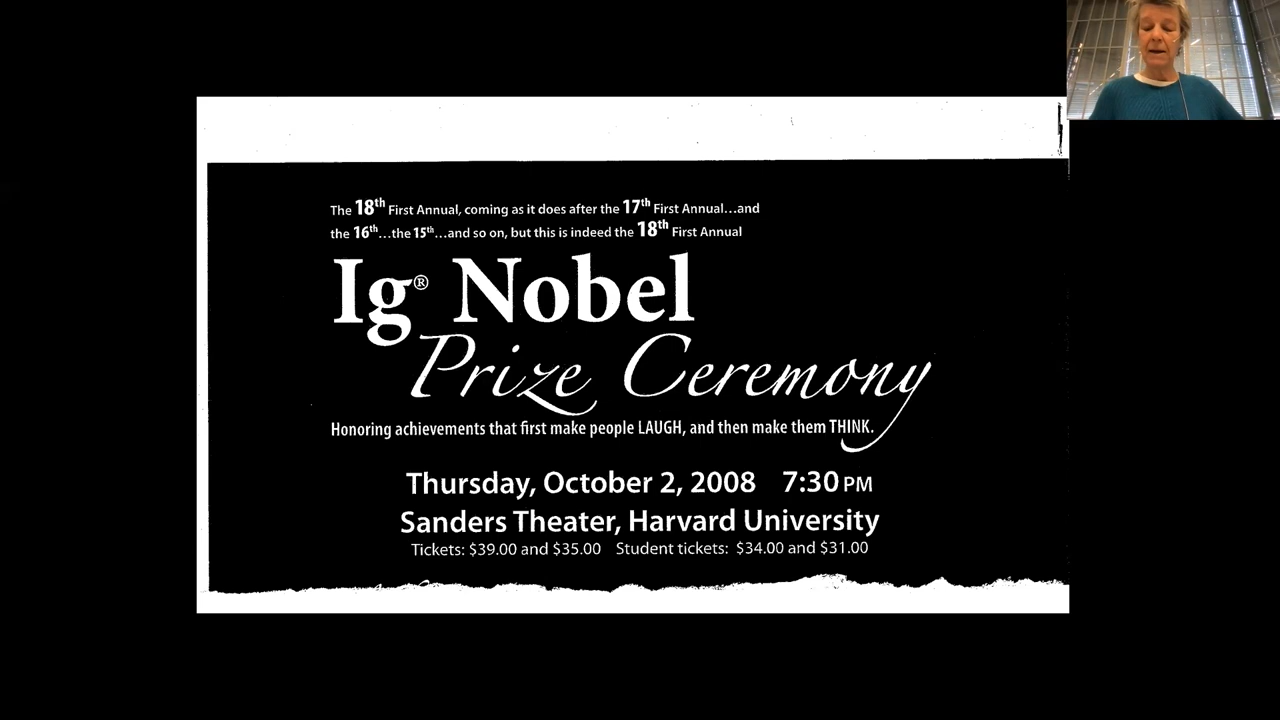 The 18th First Annual, coming as it does after the 17th First Annual...and
the 16th...the 15th...and so on, but this is indeed the 18th First Annual
Ig® Nobel
Prize Ceremony
Honoring achievements that first make people LAUGH, and then make them THINK.
Thursday, October 2, 2008 7:30 PM
Sanders Theater, Harvard University
Tickets: $39.00 and $35.00 Student tickets: $34.00 and $31.00